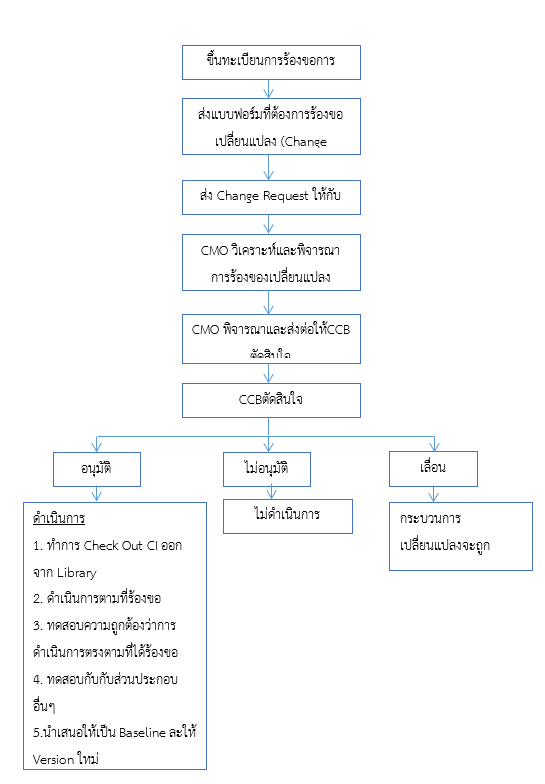 ขึ้นทะเบียนการร้องขอการ
ส่งแบบฟอร์มที่ต้องการร้องขอ
เปลี่ยนแปลง (Change
ส่ง Change Request ให้กับ
CMO วิเคราะห์และพิจารณา
การร้องของเปลี่ยนแปลง
CMO พิจารณาและส่งต่อให้CCB
ตัดสินใจ
CCBตัดสินใจ
อนุมัติ
ไม่อนุมัติ
เลื่อน
ดำเนินการ
1. ทำการ Check Out CI ออก
จาก Library
2. ดำเนินการตามที่ร้องขอ
3. ทดสอบความถูกต้องว่าการ
ดำเนินการตรงตามที่ได้ร้องขอ
4. ทดสอบกับกับส่วนประกอบ
อื่นๆ
5.นำเสนอให้เป็น Baseline ละให้
Version ใหม่
ไม่ดำเนินการ
กระบวนการ
เปลี่ยนแปลงจะถูก